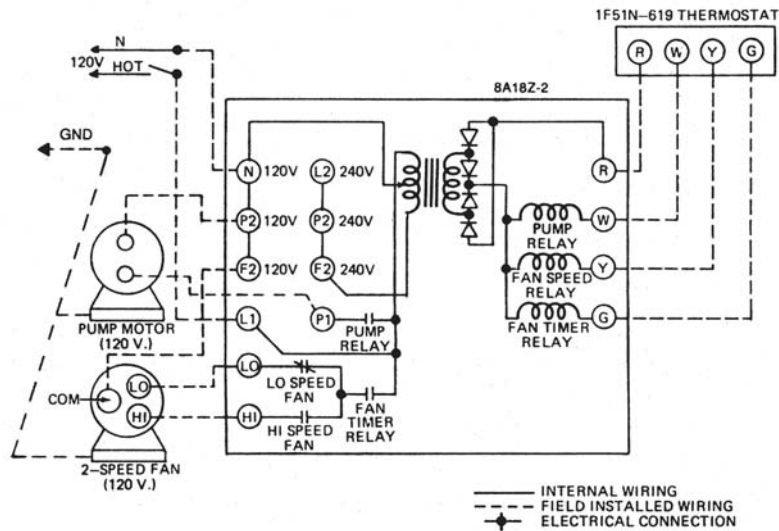 1F51N–619 THERMOSTAT
R W Y G
N
120V HOT
8A18Z-2
GND
N 120V L2 240V
R
P2 120V P2 240V
W
PUMP
RELAY
F2 120V F2 240V
Y
FAN SPEED
RELAY
L1 P1
G
FAN TIMER
RELAY
PUMP MOTOR
(120 V.)
PUMP
RELAY
LO
LO
LO SPEED
FAN
COM
HI
HI
HI SPEED
FAN
FAN
TIMER
RELAY
2–SPEED FAN
(120 V.)
INTERNAL WIRING
FIELD INSTALLED WIRING
ELECTRICAL CONNECTION